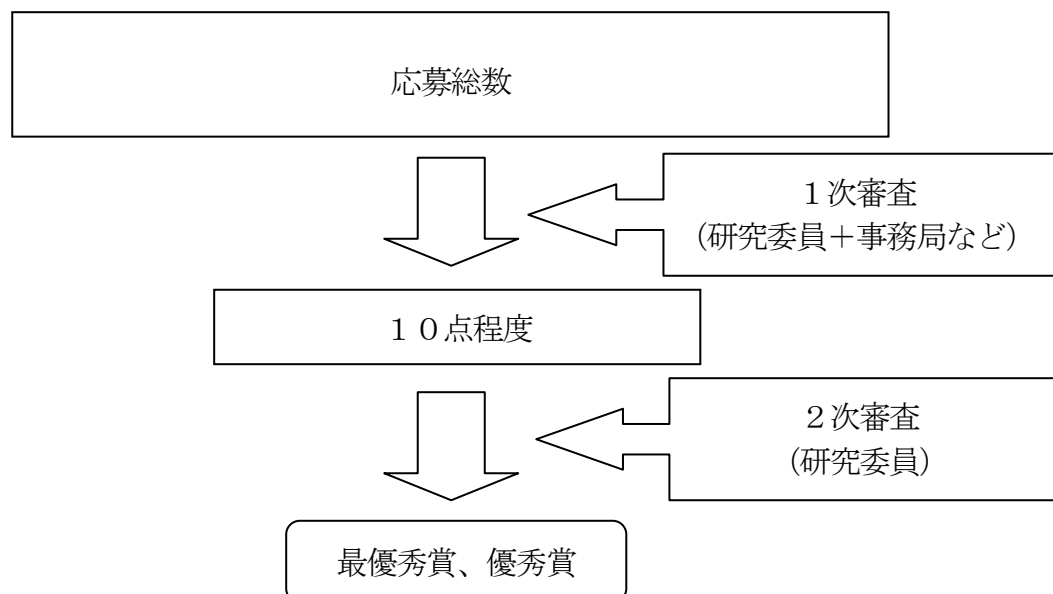 応募総数
１次審査
（研究委員＋事務局など）
１０点程度
２次審査
（研究委員）
最優秀賞、優秀賞